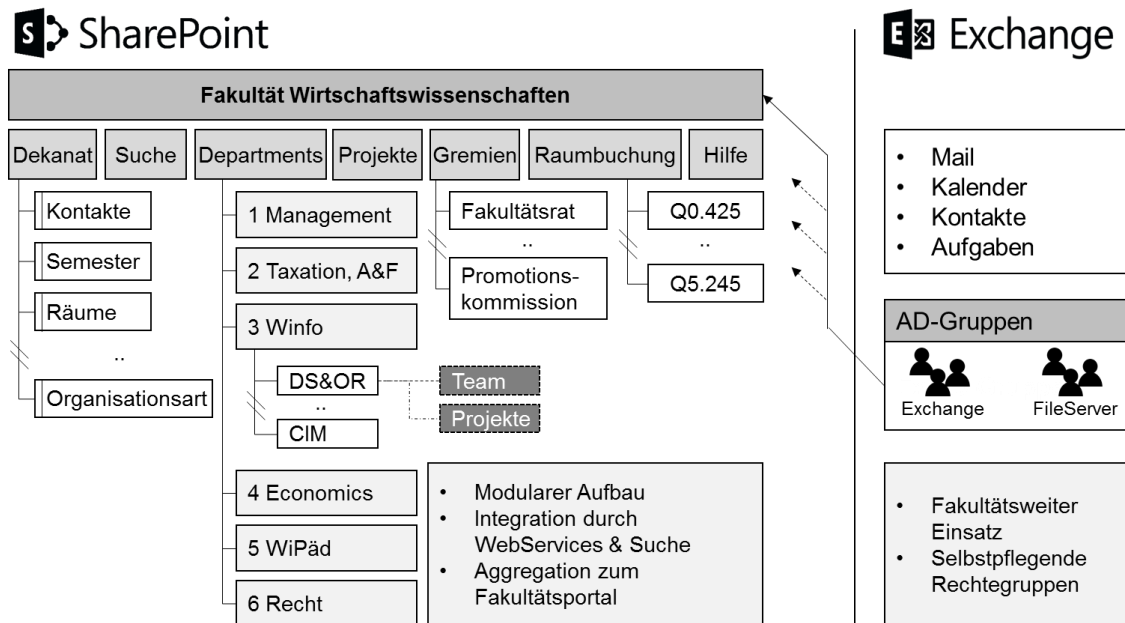 SharePoint
Exchange
Fakultät Wirtschaftswissenschaften
Dekanat
Suche
Departments
Projekte
Gremien
Raumbuchung
Hilfe
Kontakte
Semester
Räume
..
Organisationsart
1 Management
2 Taxation, A&F
3 Winfo
DS&OR
..
CIM
Team
Projekte
4 Economics
5 WiPäd
6 Recht
Fakultätsrat
..
Promotions-
kommission
Q0.425
..
Q5.245
• Modularer Aufbau
• Integration durch
WebServices & Suche
• Aggregation zum
Fakultätsportal
• Mail
• Kalender
• Kontakte
• Aufgaben
AD-Gruppen
Exchange
FileServer
• Fakultätsweiter
Einsatz
• Selbstpflegende
Rechtegruppen